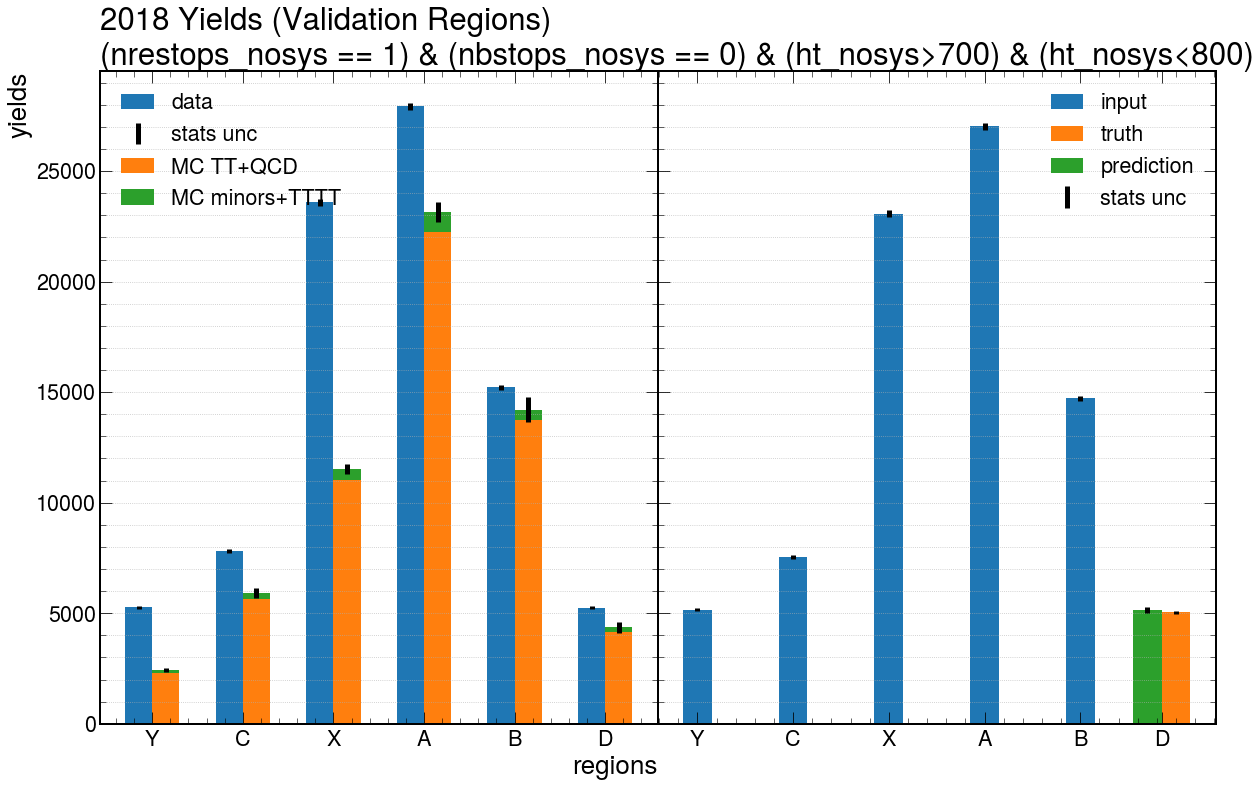 2018 Yields (Validation Regions)
(nrestops_nosys == 1) & (nbstops_nosys == 0) & (ht_nosys>700) & (ht_nosys<800)
yields
data
stats unc
MC TT+QCD
MC minors+TTTT
input
truth
prediction
stats unc
25000
20000
15000
10000
5000
0
Y C X A B D
Y C X A B D
regions